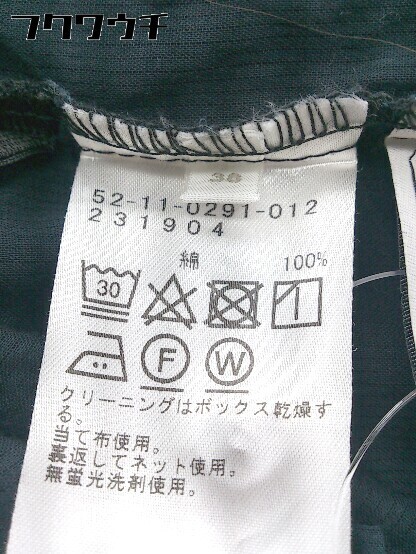 フクワウチ
38
52-11-0291-012
231904
綿 100%
30
1
F W
クリーニングはボックス乾燥す
る。
当て布使用。
裏返してネット使用。
無蛍光洗剤使用。